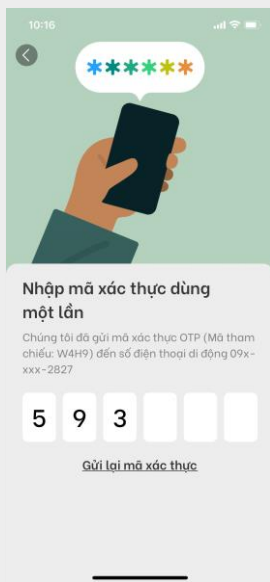 10:16
******
Nhập mã xác thực dùng
một lần
Chúng tôi đã gửi mã xác thực OTP (Mã tham
chiếu: W4H9) đến số điện thoại di động 09x-
xxx-2827
5 9 3
Gửi lại mã xác thực